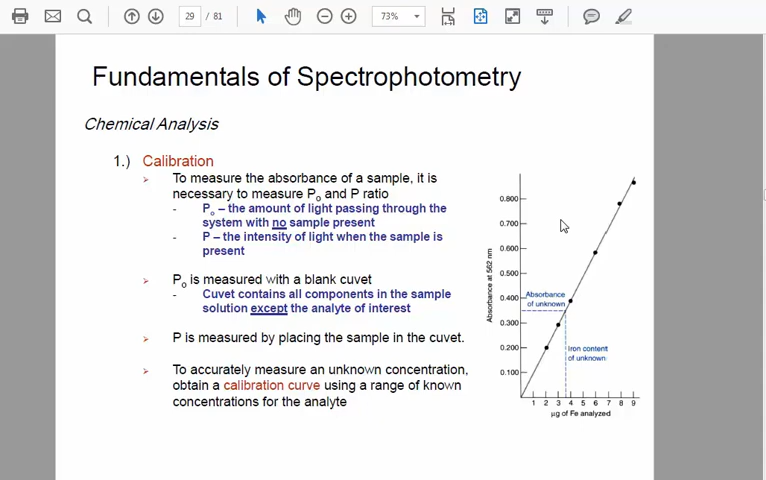 29 / 81
73%
Fundamentals of Spectrophotometry
Chemical Analysis
1.) Calibration
➢ To measure the absorbance of a sample, it is
necessary to measure Po and P ratio
- Po – the amount of light passing through the
system with no sample present
- P – the intensity of light when the sample is
present
➢ Po is measured with a blank cuvet
- Cuvet contains all components in the sample
solution except the analyte of interest
➢ P is measured by placing the sample in the cuvet.
➢ To accurately measure an unknown concentration,
obtain a calibration curve using a range of known
concentrations for the analyte
Absorbance at 562 nm
0.800
0.700
0.600
0.500
0.400
0.300
0.200
0.100
Absorbance
of unknown
Iron content
of unknown
1 2 3 4 5 6 7 8 9
µg of Fe analyzed